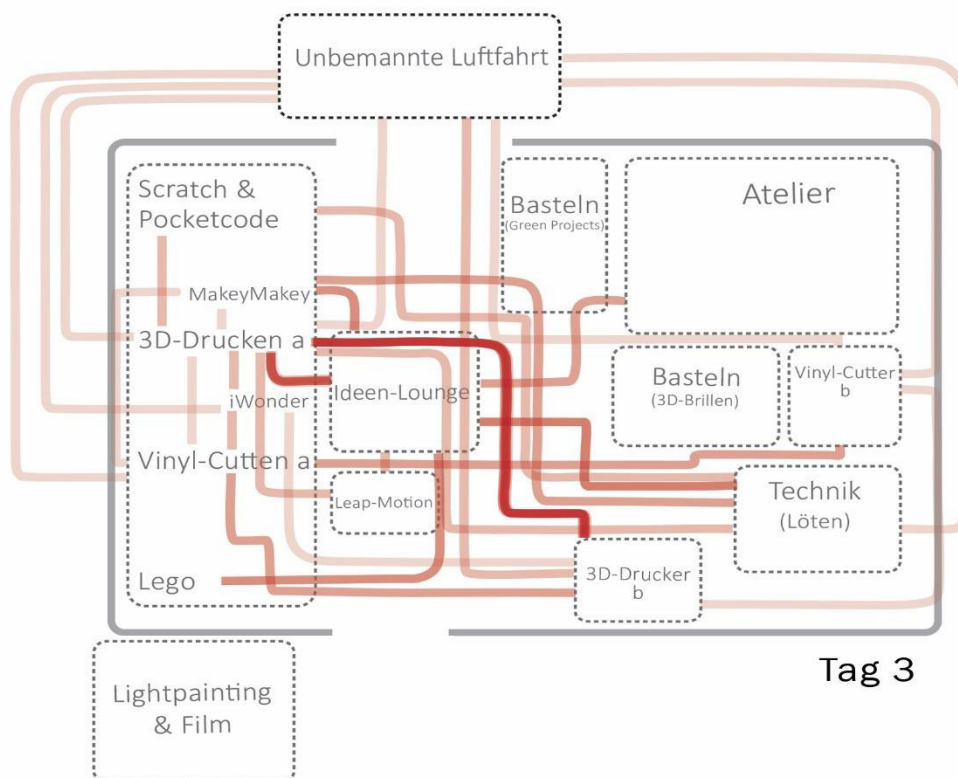 Unbemannte Luftfahrt
Scratch &
Pocketcode
MakeyMakey
3D-Drucken a
iWonder
Vinyl-Cutten a
Lego
Ideen-Lounge
Leap-Motion
Basteln
(Green Projects)
Atelier
Basteln
(3D-Brillen)
Vinyl-Cutter
b
Technik
(Löten)
3D-Drucker
b
Tag 3
Lightpainting
& Film